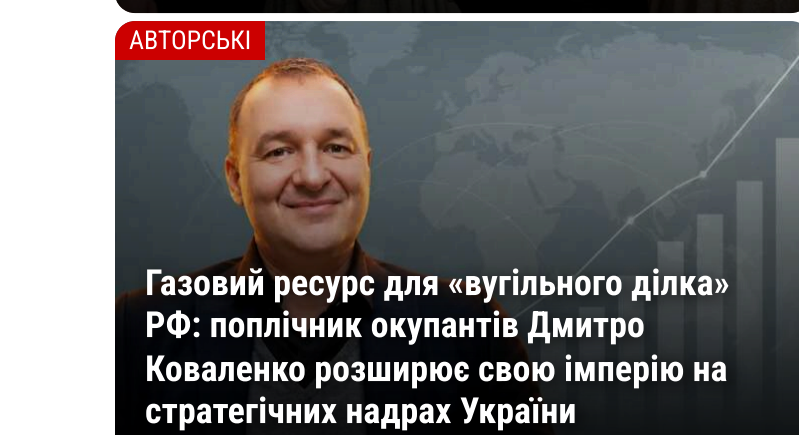 АВТОРСЬКІ
Газовий ресурс для «вугільного ділка»
РФ: поплічник окупантів Дмитро
Коваленко розширює свою імперію на
стратегічних надрах України